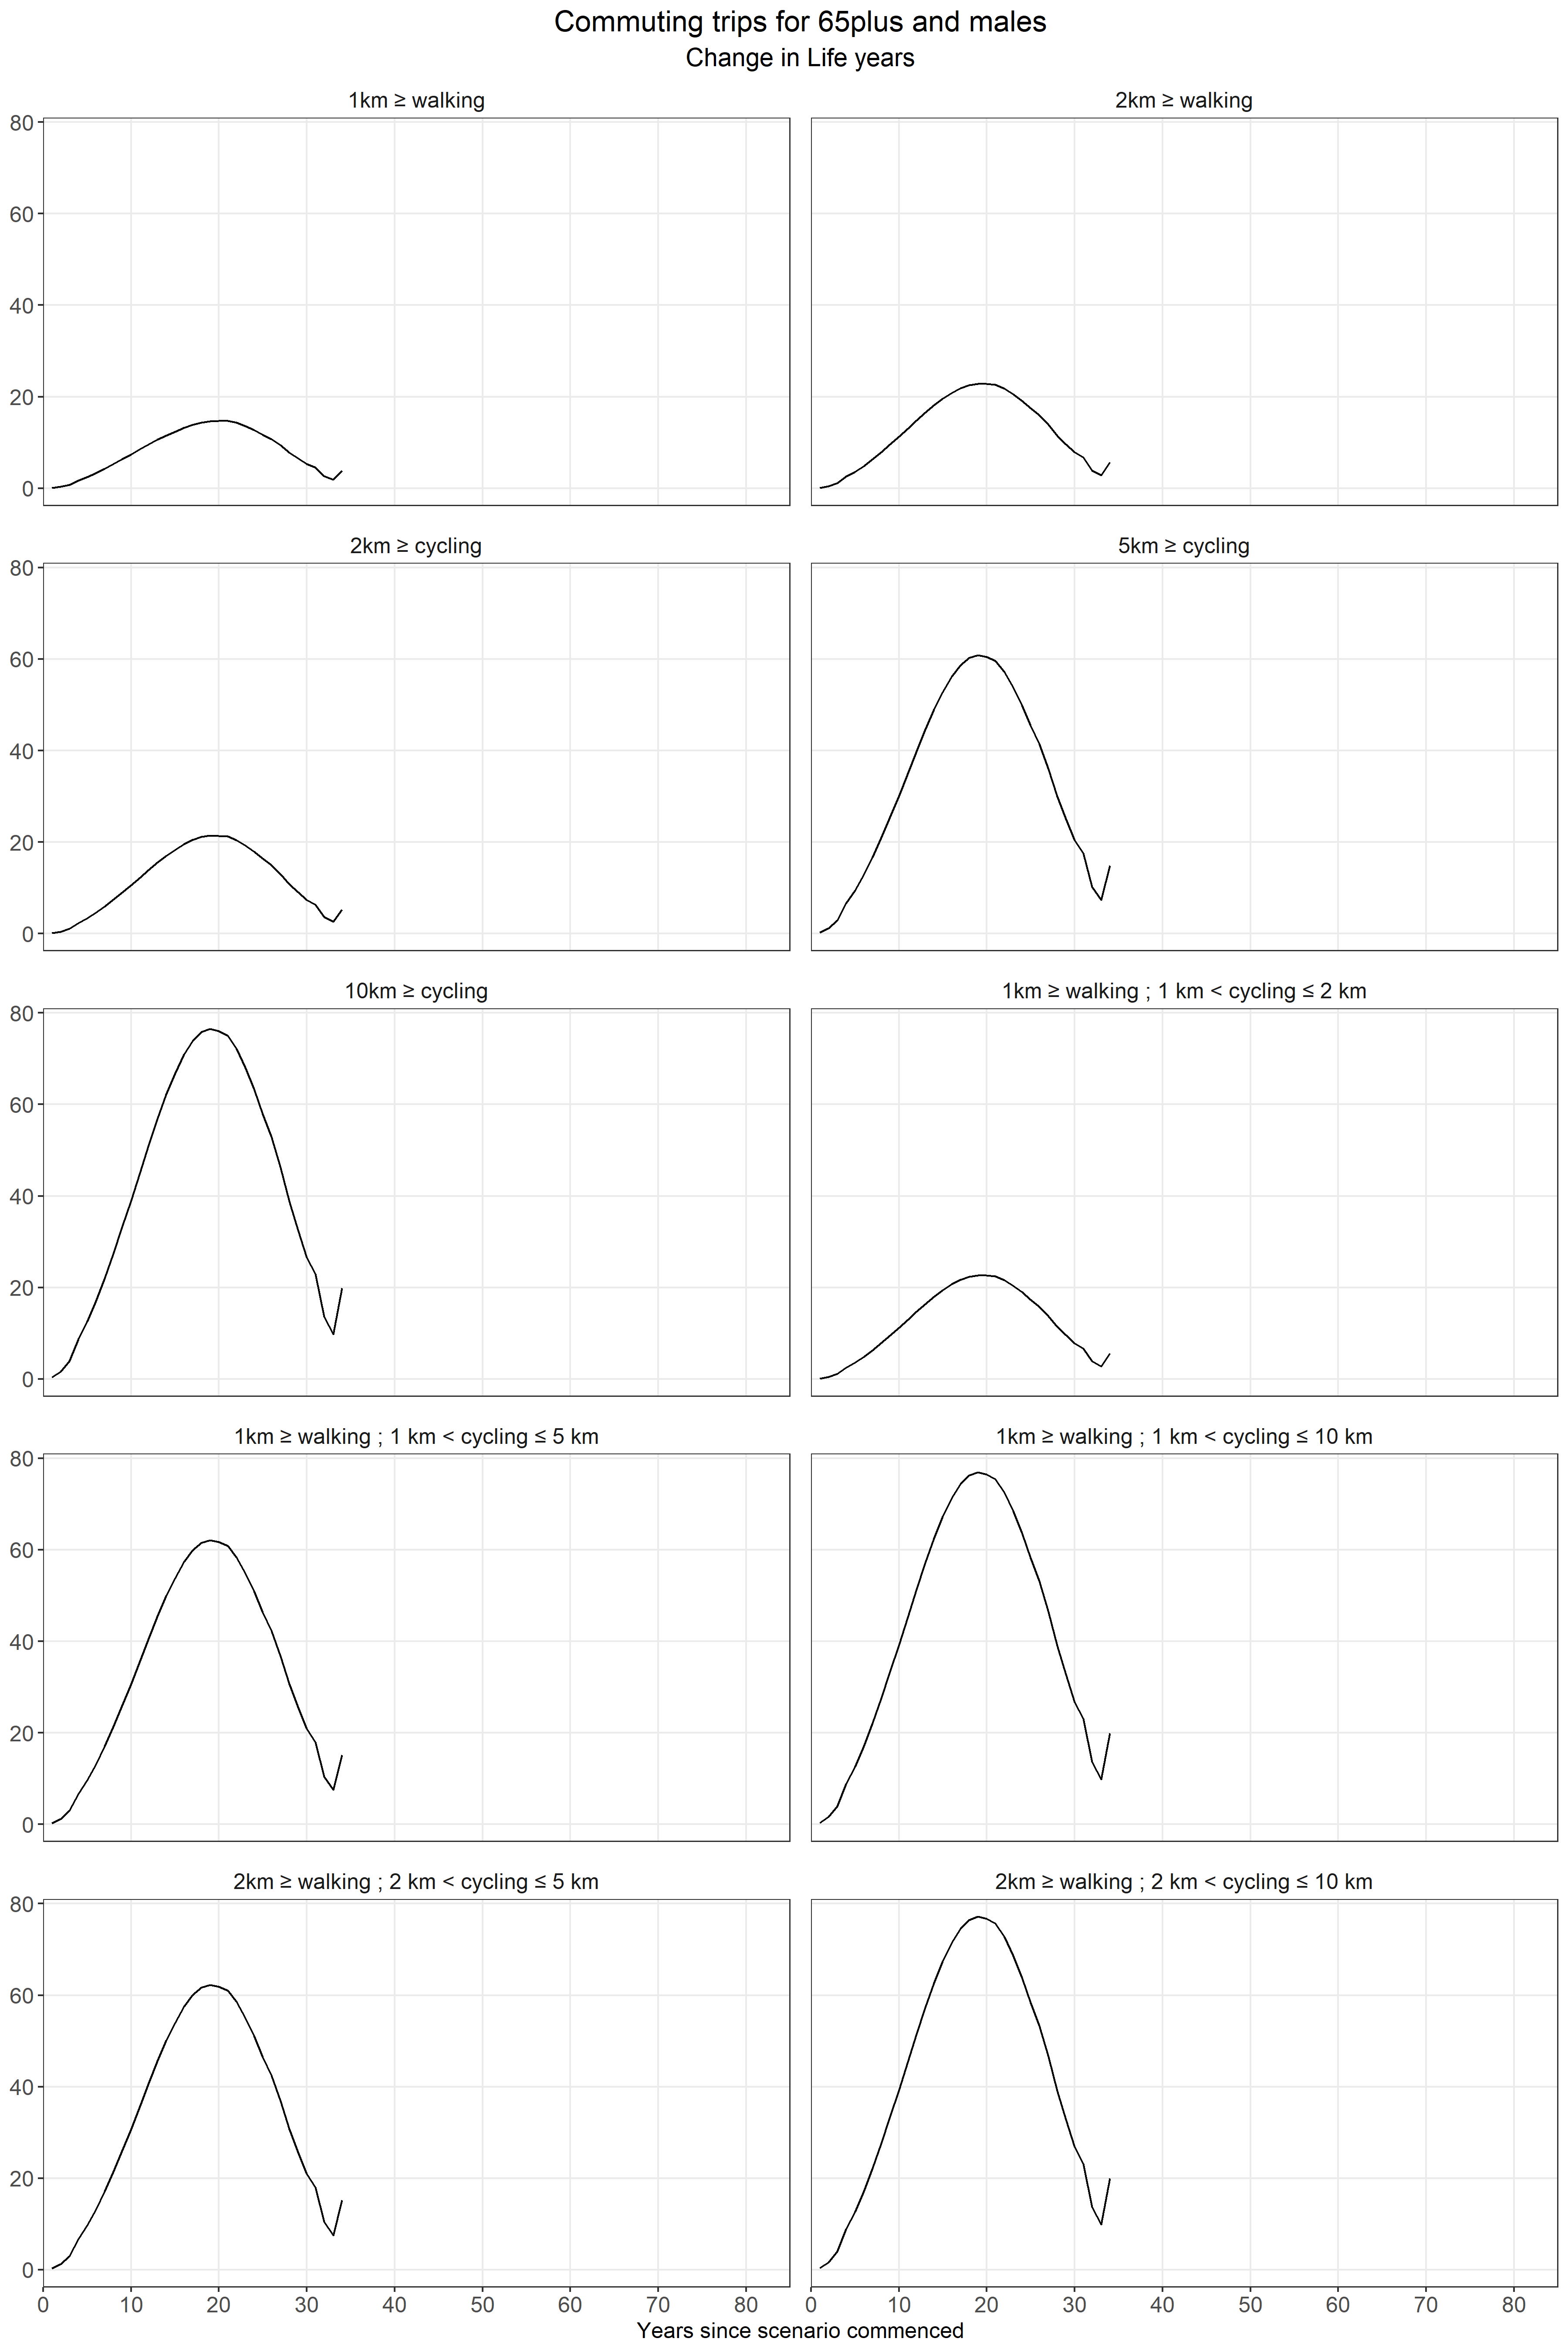 Commuting trips for 65plus and males
Change in Life years
1km ≥ walking
2km ≥ walking
80
60
40
20
0
2km ≥ cycling
5km ≥ cycling
80
60
40
20
0
10km ≥ cycling
1km ≥ walking ; 1 km < cycling ≤ 2 km
80
60
40
20
0
1km ≥ walking ; 1 km < cycling ≤ 5 km
1km ≥ walking ; 1 km < cycling ≤ 10 km
80
60
40
20
0
2km ≥ walking ; 2 km < cycling ≤ 5 km
2km ≥ walking ; 2 km < cycling ≤ 10 km
80
60
40
20
0
0 10 20 30 40 50 60 70 80
0 10 20 30 40 50 60 70 80
Years since scenario commenced